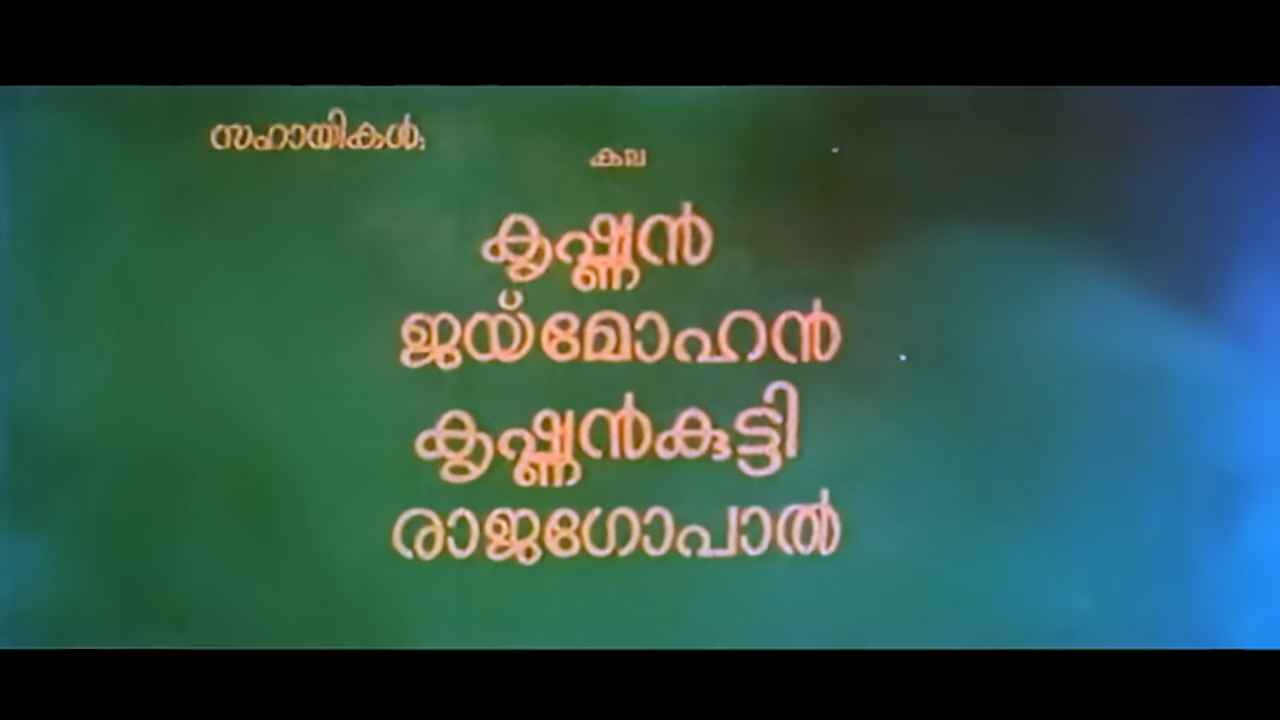 സഹായികൾ:
കല
കൃഷ്ണൻ
ജയ്മോഹൻ
കൃഷ്ണൻകുട്ടി
രാജഗോപാൽ